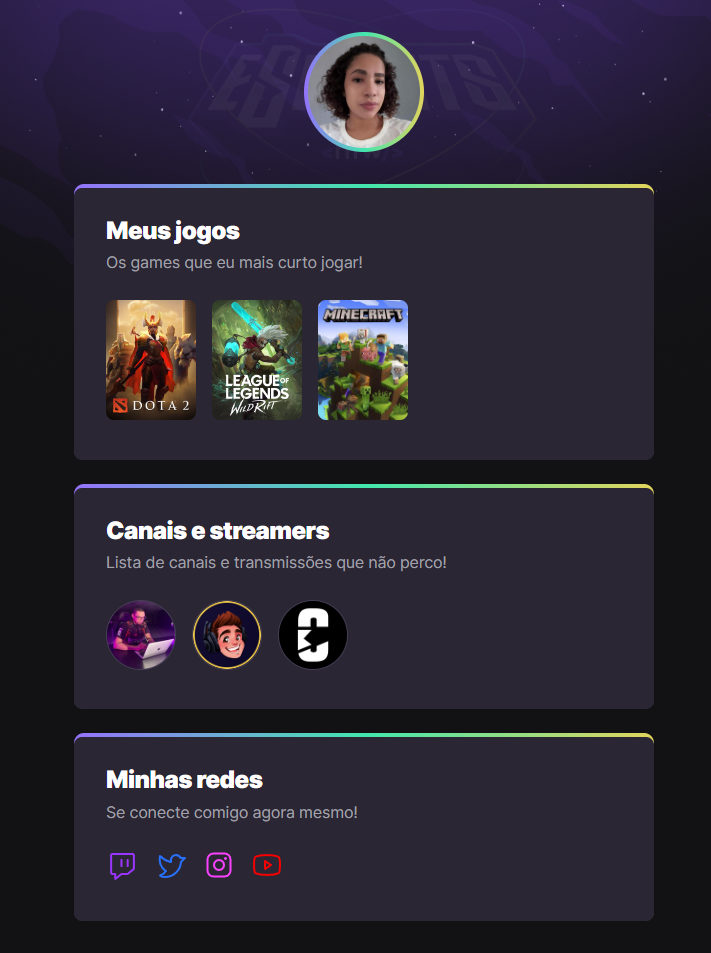 ESPORTS
Meus jogos
Os games que eu mais curto jogar!
DOTA 2
LEAGUE OF
LEGENDS
WILD RIFT
MINECRAFT
Canais e streamers
Lista de canais e transmissões que não perco!
Minhas redes
Se conecte comigo agora mesmo!